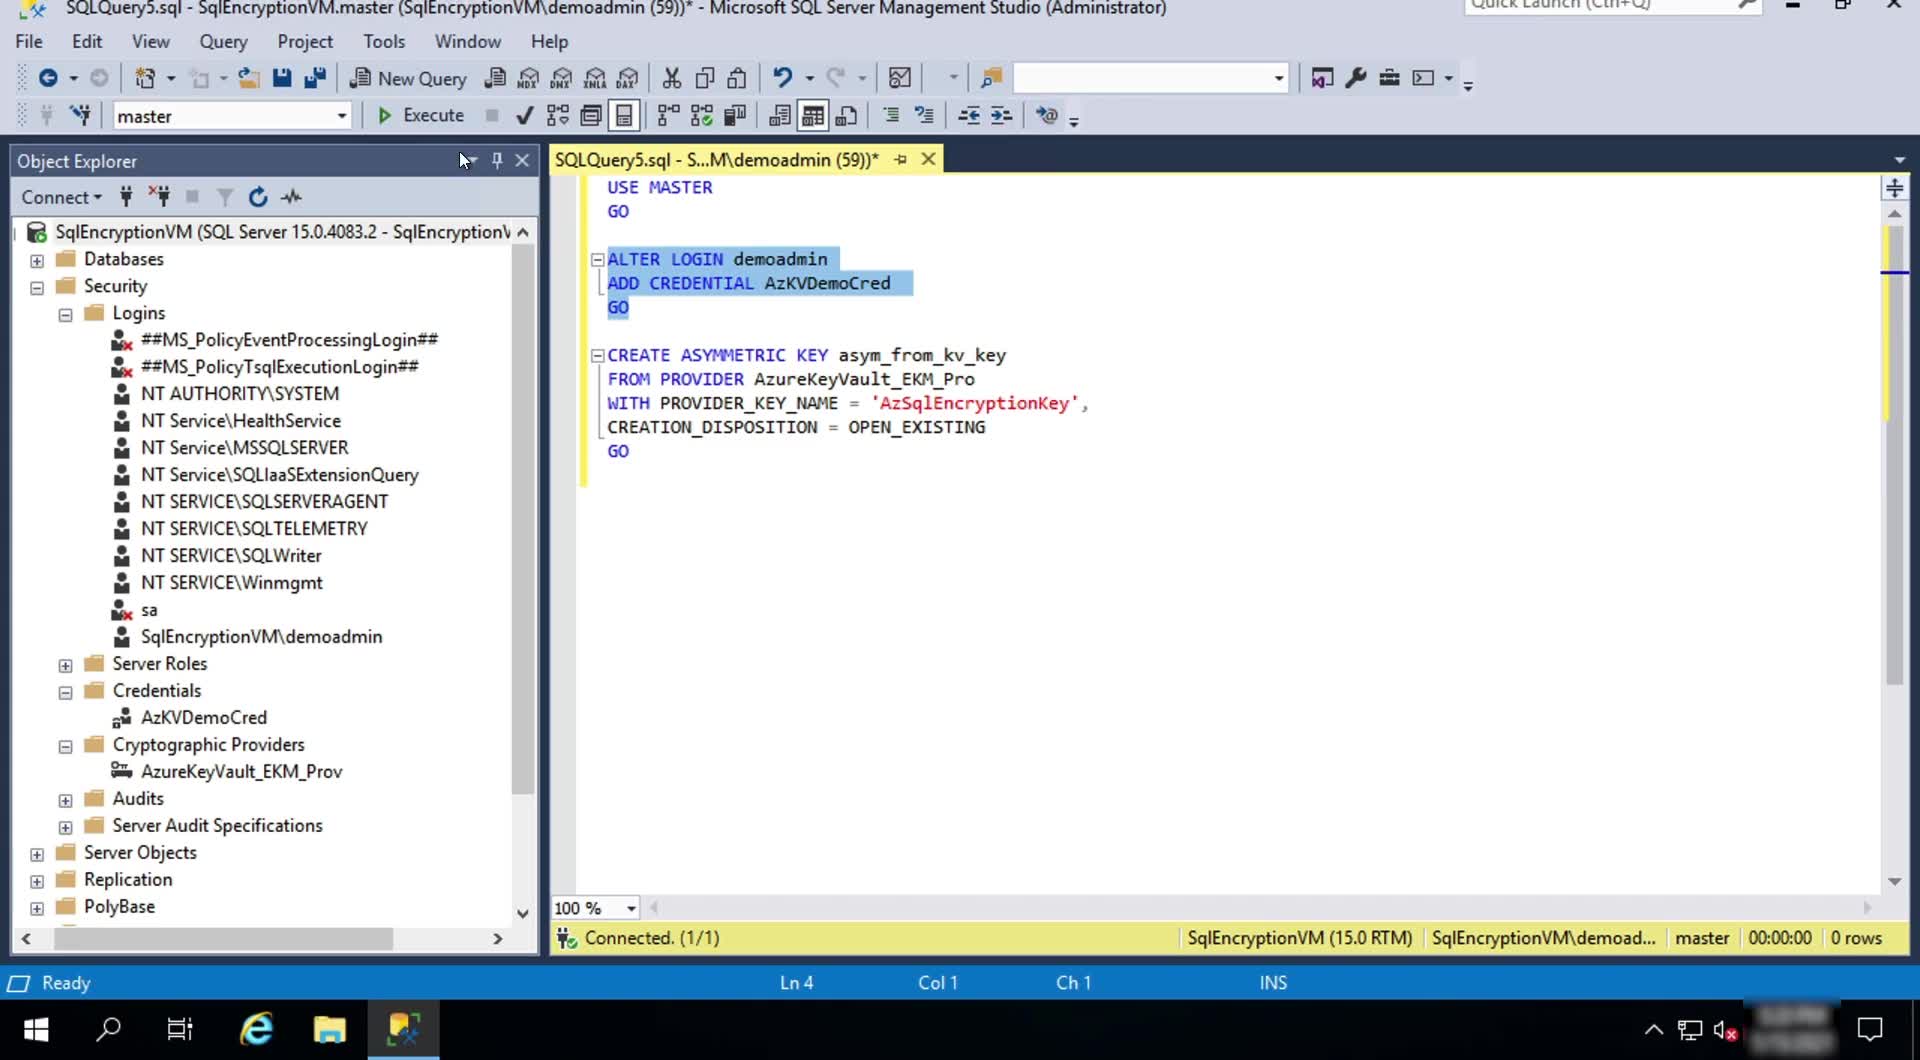 SQLQuery5.sql - SqlEncryptionVM.master (SqlEncryptionVM\demoadmin (59))* - Microsoft SQL Server Management Studio (Administrator)
Quick Launch (Ctrl+Q)
File Edit View Query Project Tools Window Help
New Query MDX DMX XMLA DAX
master Execute
Object Explorer
SQLQuery5.sql - S...M\demoadmin (59))*
Connect
SqlEncryptionVM (SQL Server 15.0.4083.2 - SqlEncryptionV
Databases
Security
Logins
##MS_PolicyEventProcessingLogin##
##MS_PolicyTsqlExecutionLogin##
NT AUTHORITY\SYSTEM
NT Service\HealthService
NT Service\MSSQLSERVER
NT Service\SQLIaaSExtensionQuery
NT SERVICE\SQLSERVERAGENT
NT SERVICE\SQLTELEMETRY
NT SERVICE\SQLWriter
NT SERVICE\Winmgmt
sa
SqlEncryptionVM\demoadmin
Server Roles
Credentials
AzKVDemoCred
Cryptographic Providers
AzureKeyVault_EKM_Prov
Audits
Server Audit Specifications
Server Objects
Replication
PolyBase
USE MASTER
GO
ALTER LOGIN demoadmin
ADD CREDENTIAL AzKVDemoCred
GO
CREATE ASYMMETRIC KEY asym_from_kv_key
FROM PROVIDER AzureKeyVault_EKM_Pro
WITH PROVIDER_KEY_NAME = 'AzSqlEncryptionKey',
CREATION_DISPOSITION = OPEN_EXISTING
GO
100 %
Connected. (1/1) SqlEncryptionVM (15.0 RTM) SqlEncryptionVM\demoad... master 00:00:00 0 rows
Ready Ln 4 Col 1 Ch 1 INS